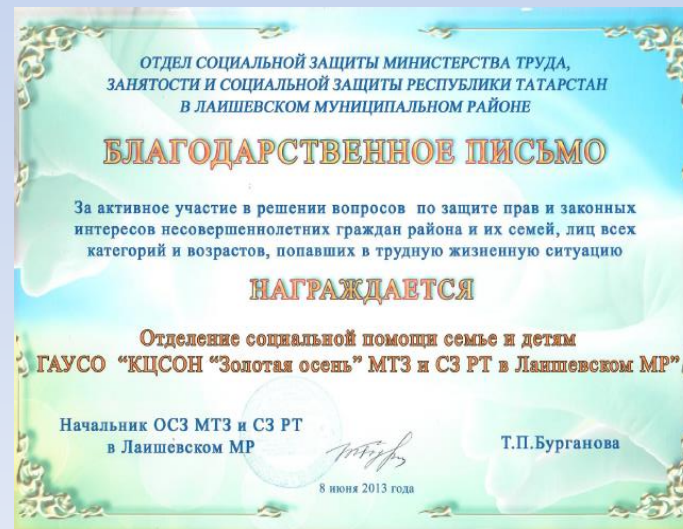 ОТДЕЛ СОЦИАЛЬНОЙ ЗАЩИТЫ МИНИСТЕРСТВА ТРУДА,
ЗАНЯТОСТИ И СОЦИАЛЬНОЙ ЗАЩИТЫ РЕСПУБЛИКИ ТАТАРСТАН
В ЛАИШЕВСКОМ МУНИЦИПАЛЬНОМ РАЙОНЕ
БЛАГОДАРСТВЕННОЕ ПИСЬМО
За активное участие в решении вопросов по защите прав и законных
интересов несовершеннолетних граждан района и их семей, лиц всех
категорий и возрастов, попавших в трудную жизненную ситуацию
НАГРАЖДАЕТСЯ
Отделение социальной помощи семье и детям
ГАУСО "КЦСОН "Золотая осень" МТЗ и СЗ РТ в Лаишевском МР"
Начальник ОСЗ МТЗ и СЗ РТ
в Лаишевском МР
Т.П.Бурганова
8 июня 2013 года